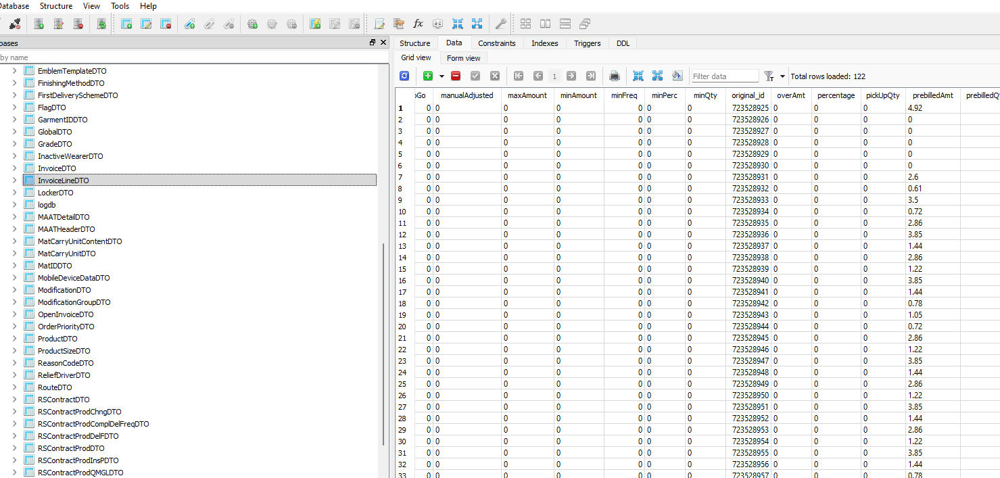 Database Structure View Tools Help
bases
by name
EmblemTemplateDTO
FinishingMethodDTO
FirstDeliverySchemeDTO
FlagDTO
GarmentIDDTO
GlobalDTO
GradeDTO
InactiveWearerDTO
InvoiceDTO
InvoiceLineDTO
LockerDTO
logdb
MAATDetailDTO
MAATHeaderDTO
MatCarryUnitContentDTO
MatCarryUnitDTO
MatIDDTO
MobileDeviceDataDTO
ModificationDTO
ModificationGroupDTO
OpenInvoiceDTO
OrderPriorityDTO
ProductDTO
ProductSizeDTO
ReasonCodeDTO
ReliefDriverDTO
RouteDTO
RSContractDTO
RSContractProdChngDTO
RSContractProdComplDelFreqDTO
RSContractProdDelFDTO
RSContractProdDTO
RSContractProdInsPDTO
RSContractProdQMGLDTO
Structure Data Constraints Indexes Triggers DDL
Grid view Form view
1 Filter data Total rows loaded: 122
oGo manualAdjusted maxAmount minAmount minFreq minPerc minQty original_id overAmt percentage pickUpQty prebilledAmt prebilledQ
1 0 0 0 0 0 0 0 723528925 0 0 0 4.92
2 0 0 0 0 0 0 0 723528926 0 0 0 0
3 0 0 0 0 0 0 0 723528927 0 0 0 0
4 0 0 0 0 0 0 0 723528928 0 0 0 0
5 0 0 0 0 0 0 0 723528929 0 0 0 0
6 0 0 0 0 0 0 0 723528930 0 0 0 0
7 0 0 0 0 0 0 0 723528931 0 0 0 2.6
8 0 0 0 0 0 0 0 723528932 0 0 0 0.61
9 0 0 0 0 0 0 0 723528933 0 0 0 3.5
10 0 0 0 0 0 0 0 723528934 0 0 0 0.72
11 0 0 0 0 0 0 0 723528935 0 0 0 2.86
12 0 0 0 0 0 0 0 723528936 0 0 0 3.85
13 0 0 0 0 0 0 0 723528937 0 0 0 1.44
14 0 0 0 0 0 0 0 723528938 0 0 0 2.86
15 0 0 0 0 0 0 0 723528939 0 0 0 1.22
16 0 0 0 0 0 0 0 723528940 0 0 0 3.85
17 0 0 0 0 0 0 0 723528941 0 0 0 1.44
18 0 0 0 0 0 0 0 723528942 0 0 0 0.78
19 0 0 0 0 0 0 0 723528943 0 0 0 1.05
20 0 0 0 0 0 0 0 723528944 0 0 0 0.72
21 0 0 0 0 0 0 0 723528945 0 0 0 2.86
22 0 0 0 0 0 0 0 723528946 0 0 0 1.22
23 0 0 0 0 0 0 0 723528947 0 0 0 3.85
24 0 0 0 0 0 0 0 723528948 0 0 0 1.44
25 0 0 0 0 0 0 0 723528949 0 0 0 2.86
26 0 0 0 0 0 0 0 723528950 0 0 0 1.22
27 0 0 0 0 0 0 0 723528951 0 0 0 3.85
28 0 0 0 0 0 0 0 723528952 0 0 0 1.44
29 0 0 0 0 0 0 0 723528953 0 0 0 2.86
30 0 0 0 0 0 0 0 723528954 0 0 0 1.22
31 0 0 0 0 0 0 0 723528955 0 0 0 3.85
32 0 0 0 0 0 0 0 723528956 0 0 0 1.44
33 0 0 0 0 0 0 0 723528957 0 0 0 0.78